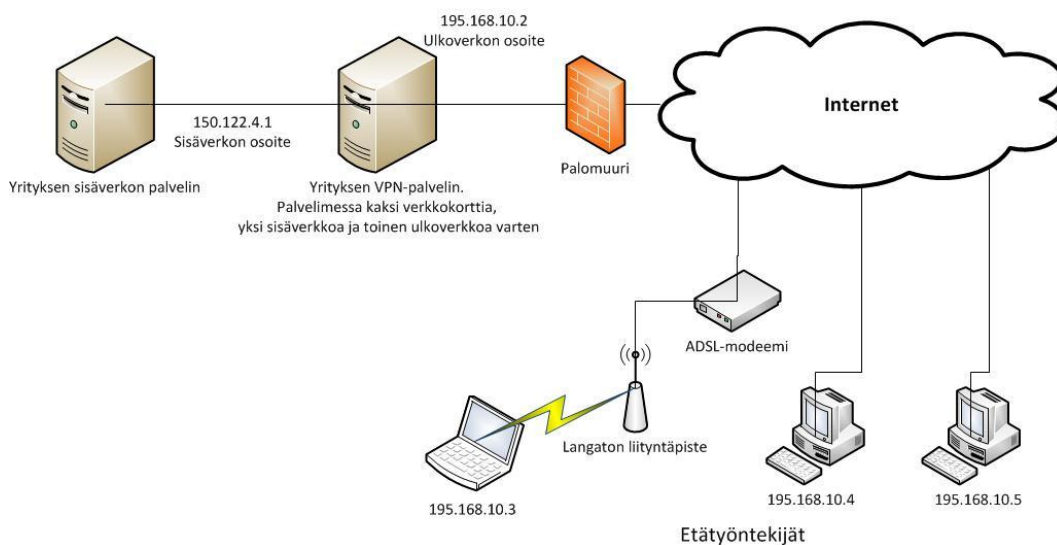 195.168.10.2
Ulkoverkon osoite
Internet
150.122.4.1
Sisäverkon osoite
Palomuuri
Yrityksen sisäverkon palvelin
Yrityksen VPN-palvelin.
Palvelimessa kaksi verkkokorttia,
yksi sisäverkkoa ja toinen ulkoverkkoa varten
ADSL-modeemi
Langaton liityntäpiste
195.168.10.3
195.168.10.4
195.168.10.5
Etätyöntekijät